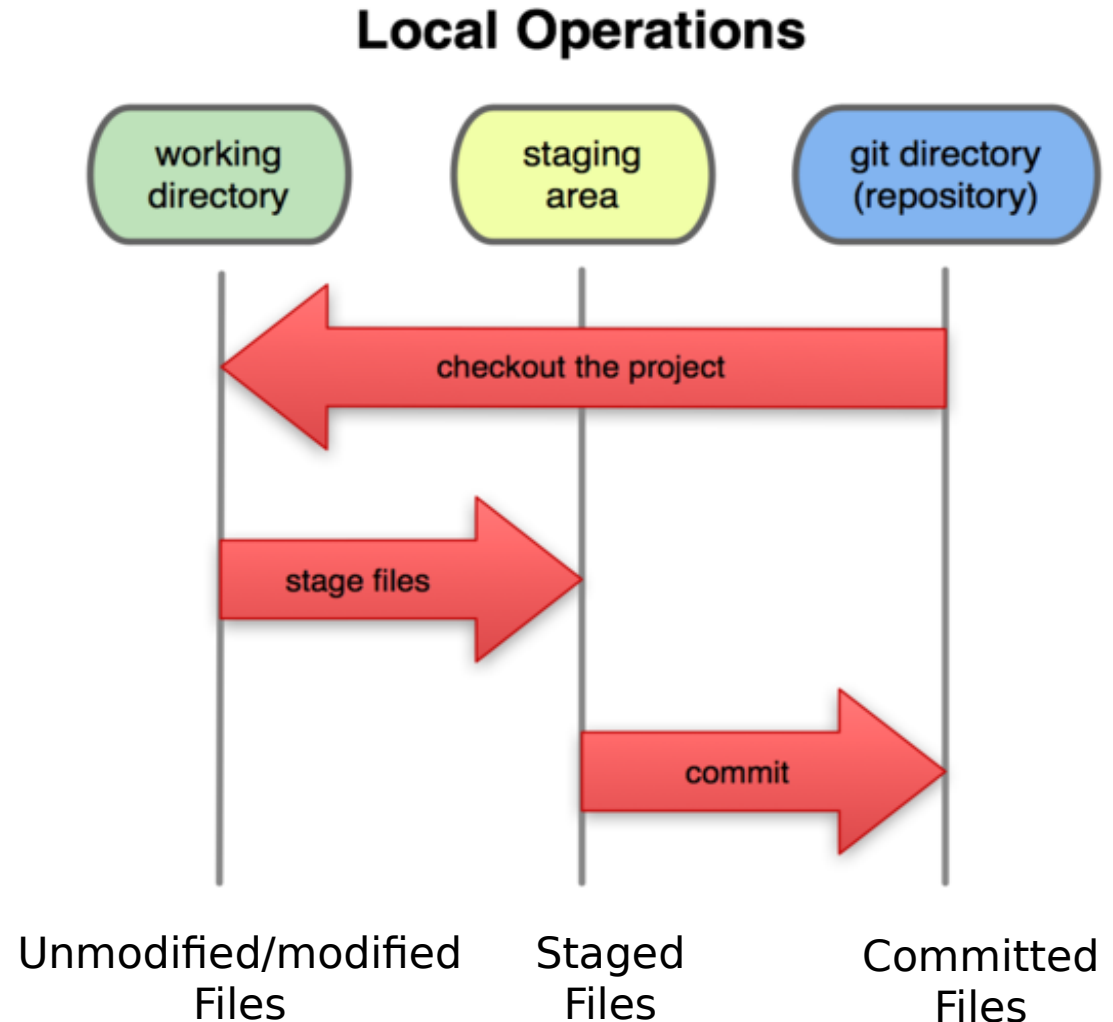 Local Operations
working
directory
staging
area
git directory
(repository)
checkout the project
stage files
commit
Unmodified/modified
Files
Staged
Files
Committed
Files